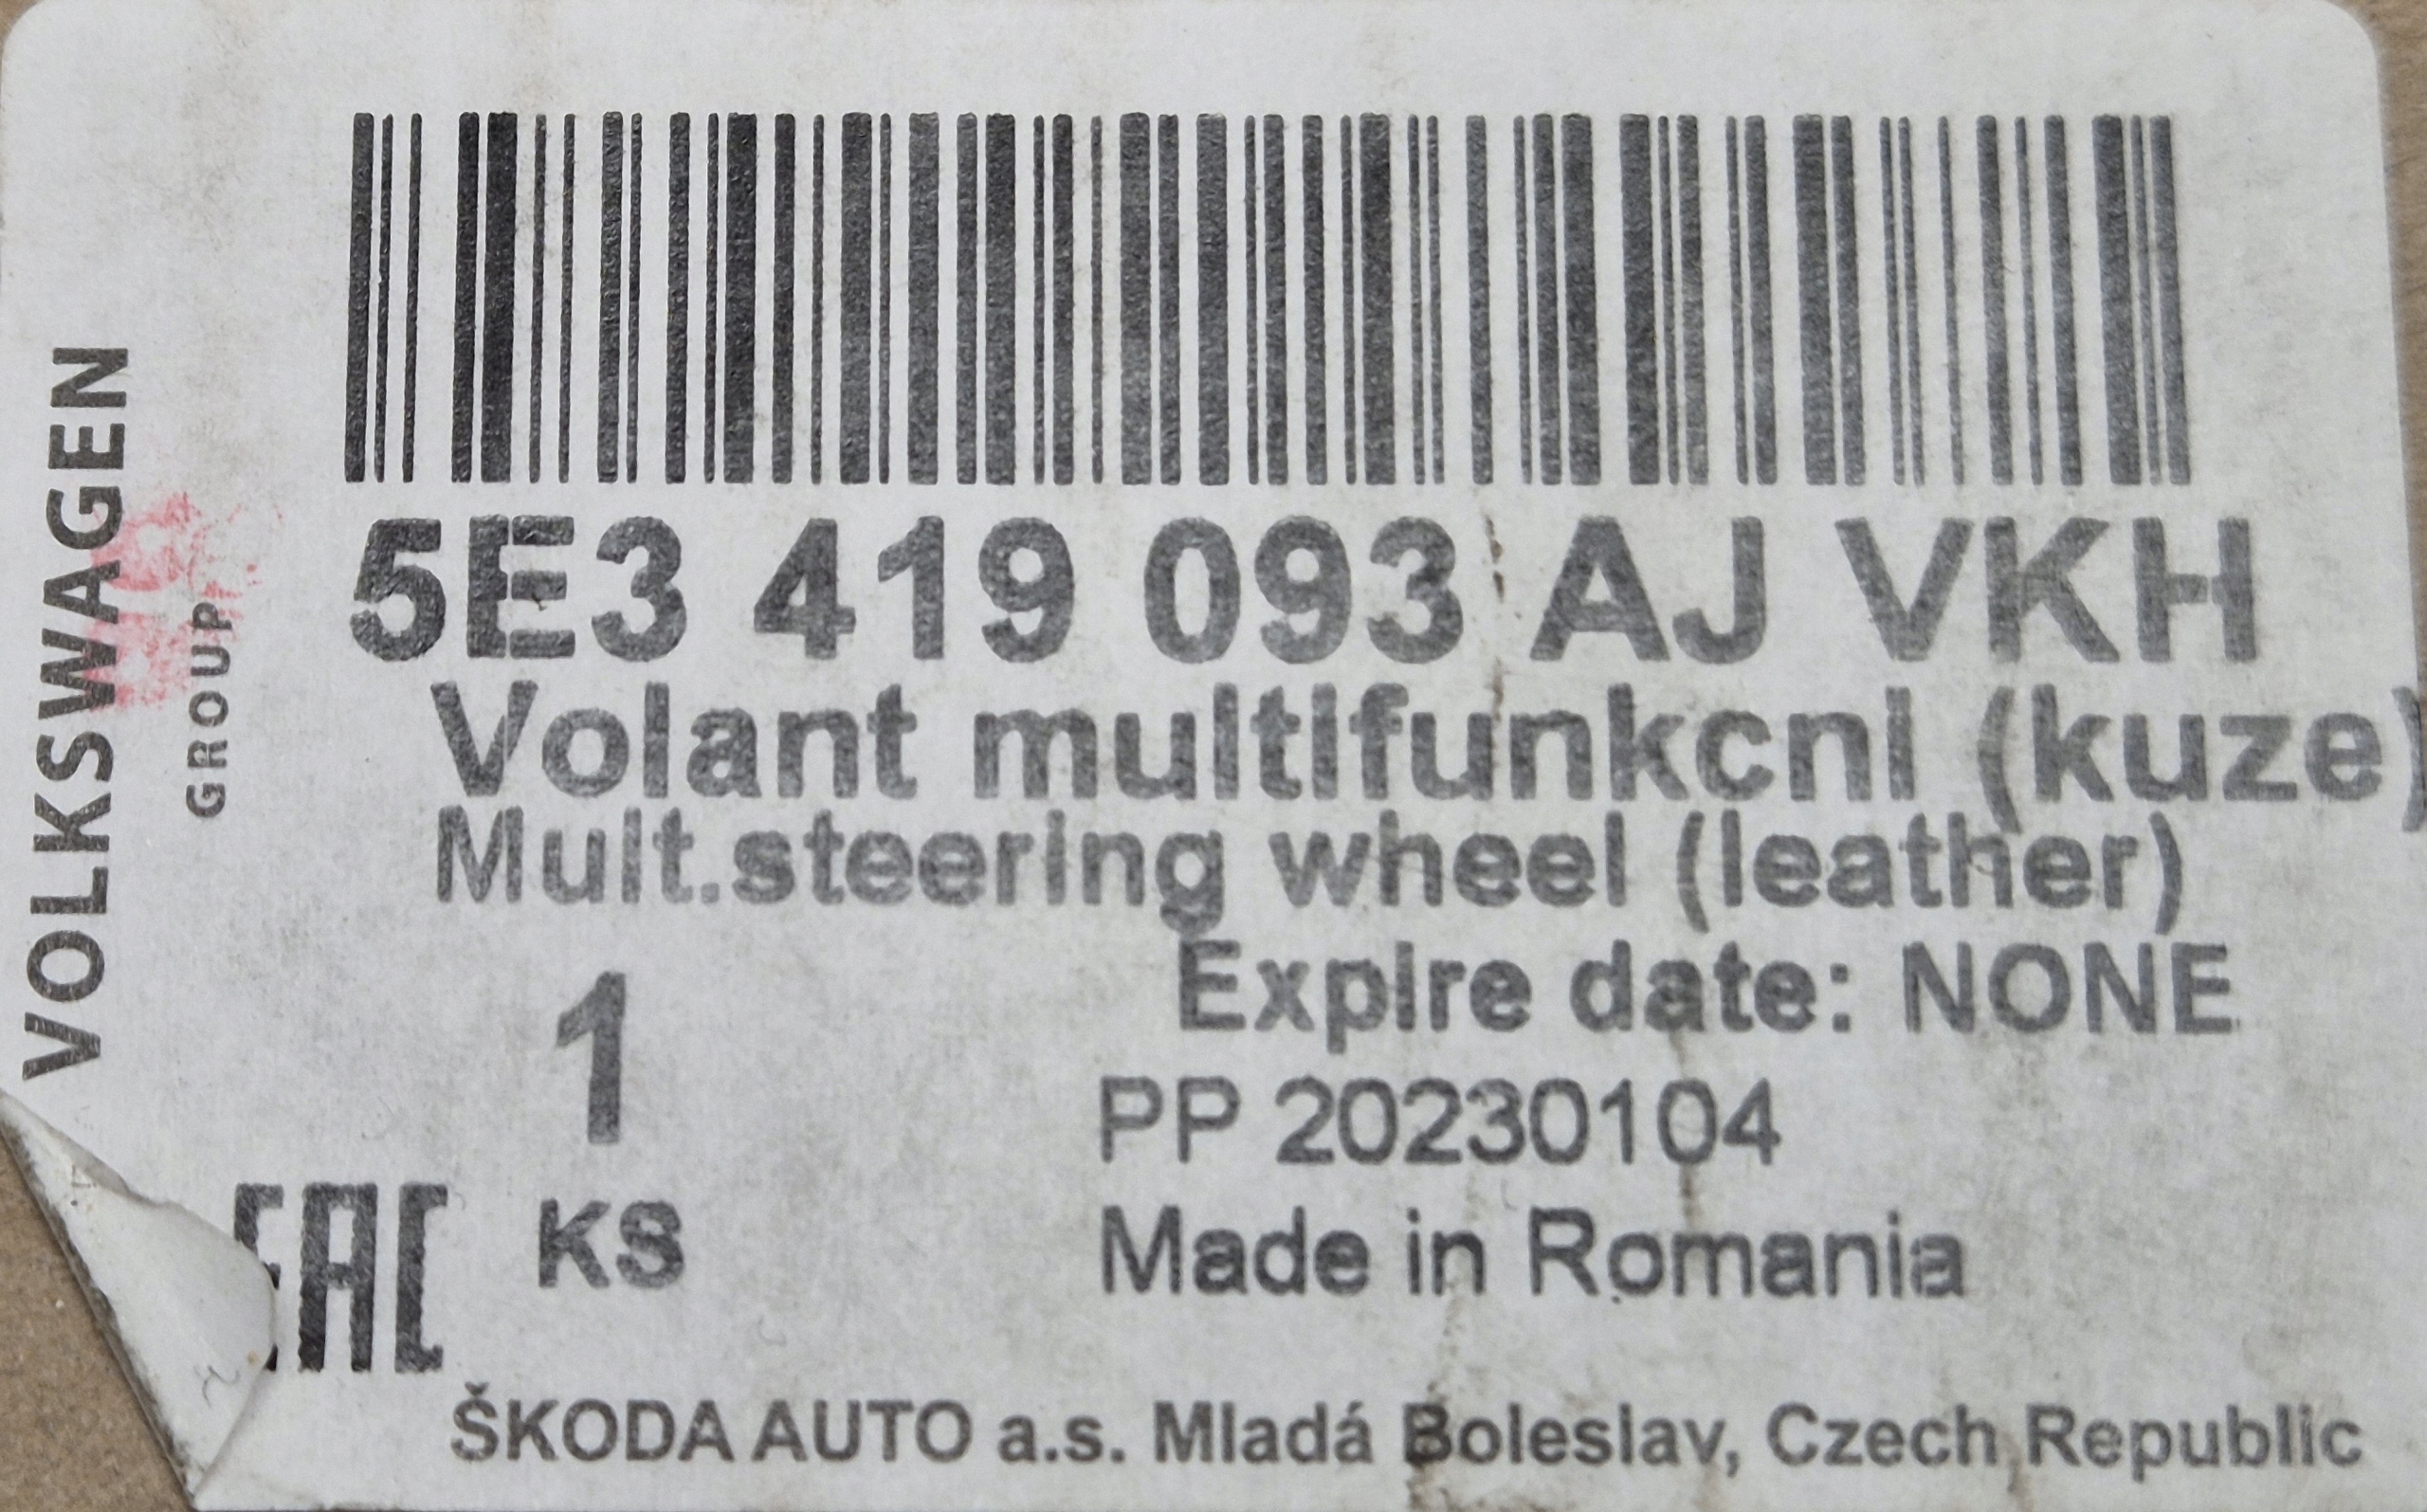 VOLKSWAGEN
GROUP
5E3 419 093 AJ VKH
Volant multifunkcni (kuze)
Mult.steering wheel (leather)
Expire date: NONE
1
PP 20230104
KS
Made in Romania
EAC
ŠKODA AUTO a.s. Mladá Boleslav, Czech Republic